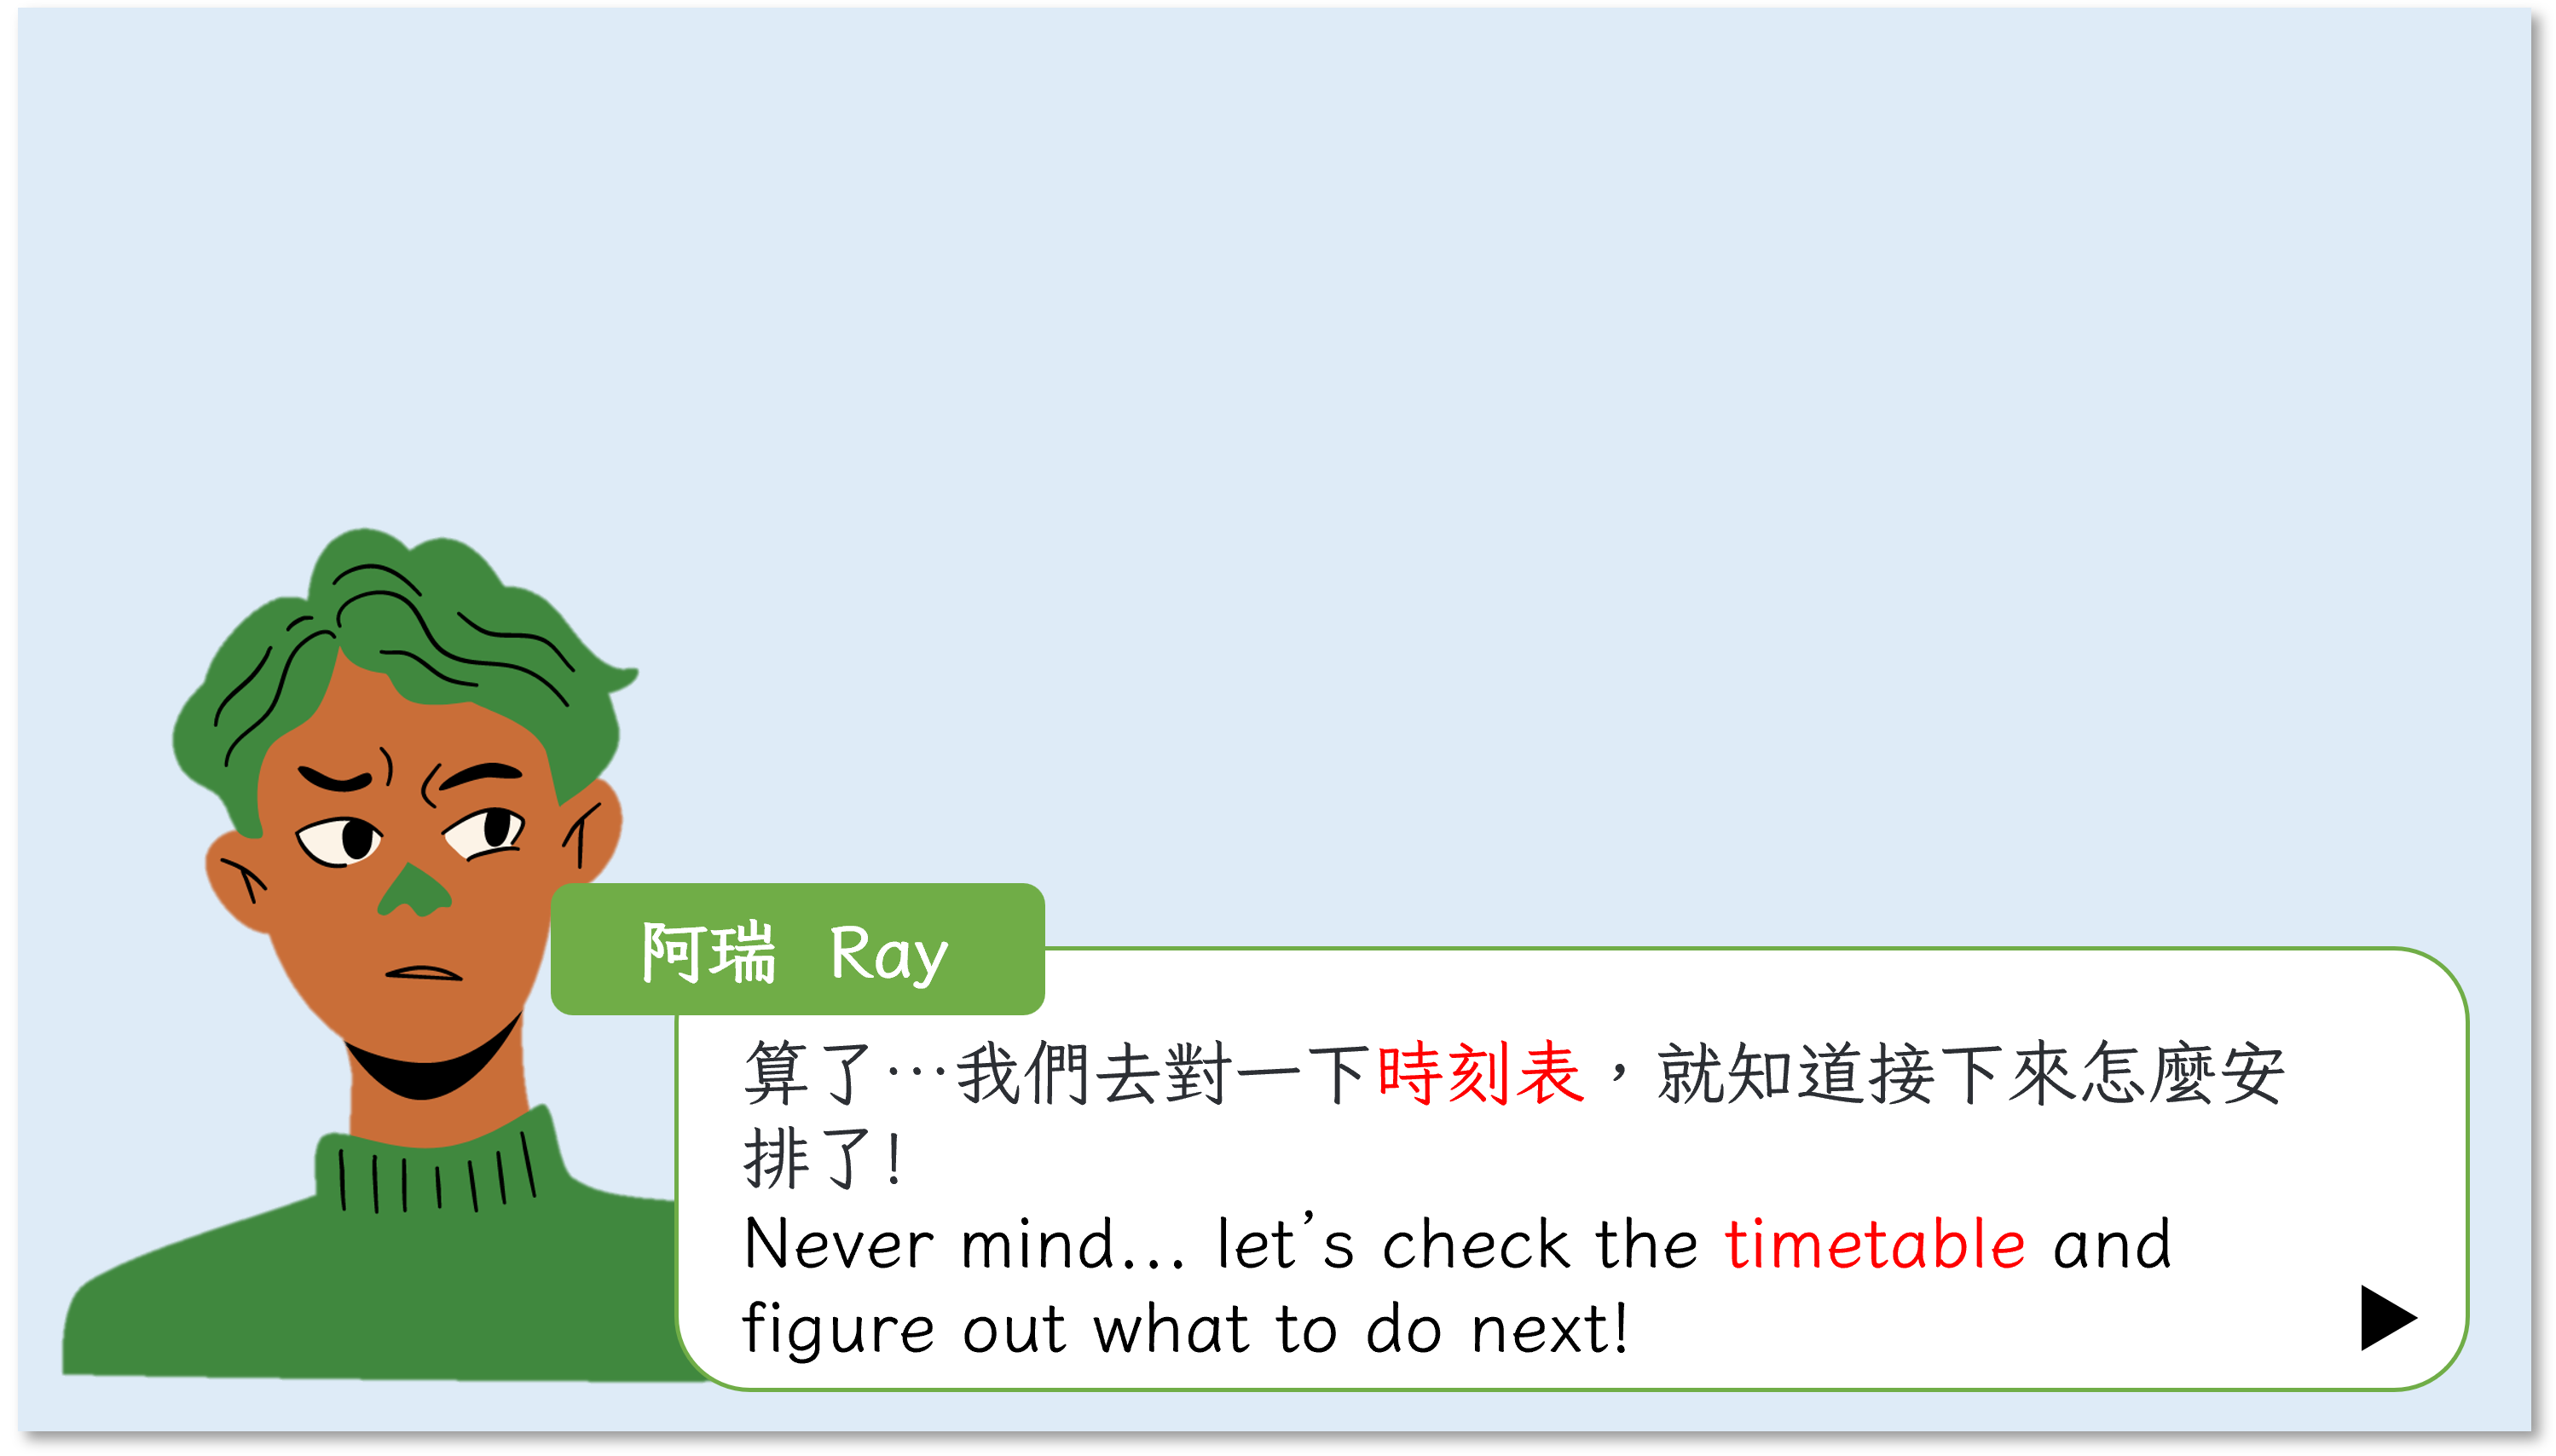 阿瑞 Ray
算了…我們去對一下時刻表，就知道接下來怎麼安
排了!
Never mind... let's check the timetable and
figure out what to do next!